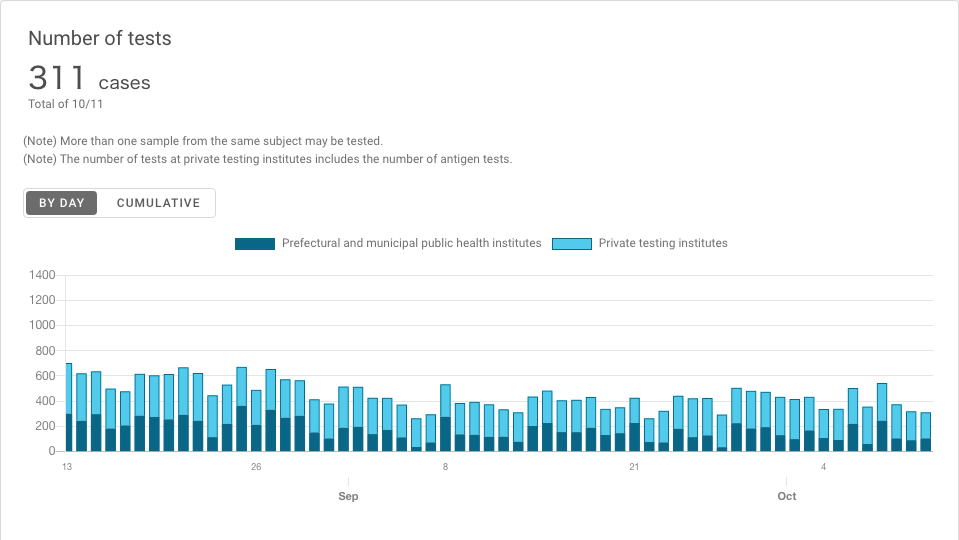 Number of tests
311 cases
Total of 10/11
(Note) More than one sample from the same subject may be tested.
(Note) The number of tests at private testing institutes includes the number of antigen tests.
BY DAY CUMULATIVE
Prefectural and municipal public health institutes Private testing institutes
1400
1200
1000
800
600
400
200
0
13 26 8 21 4
Sep Oct